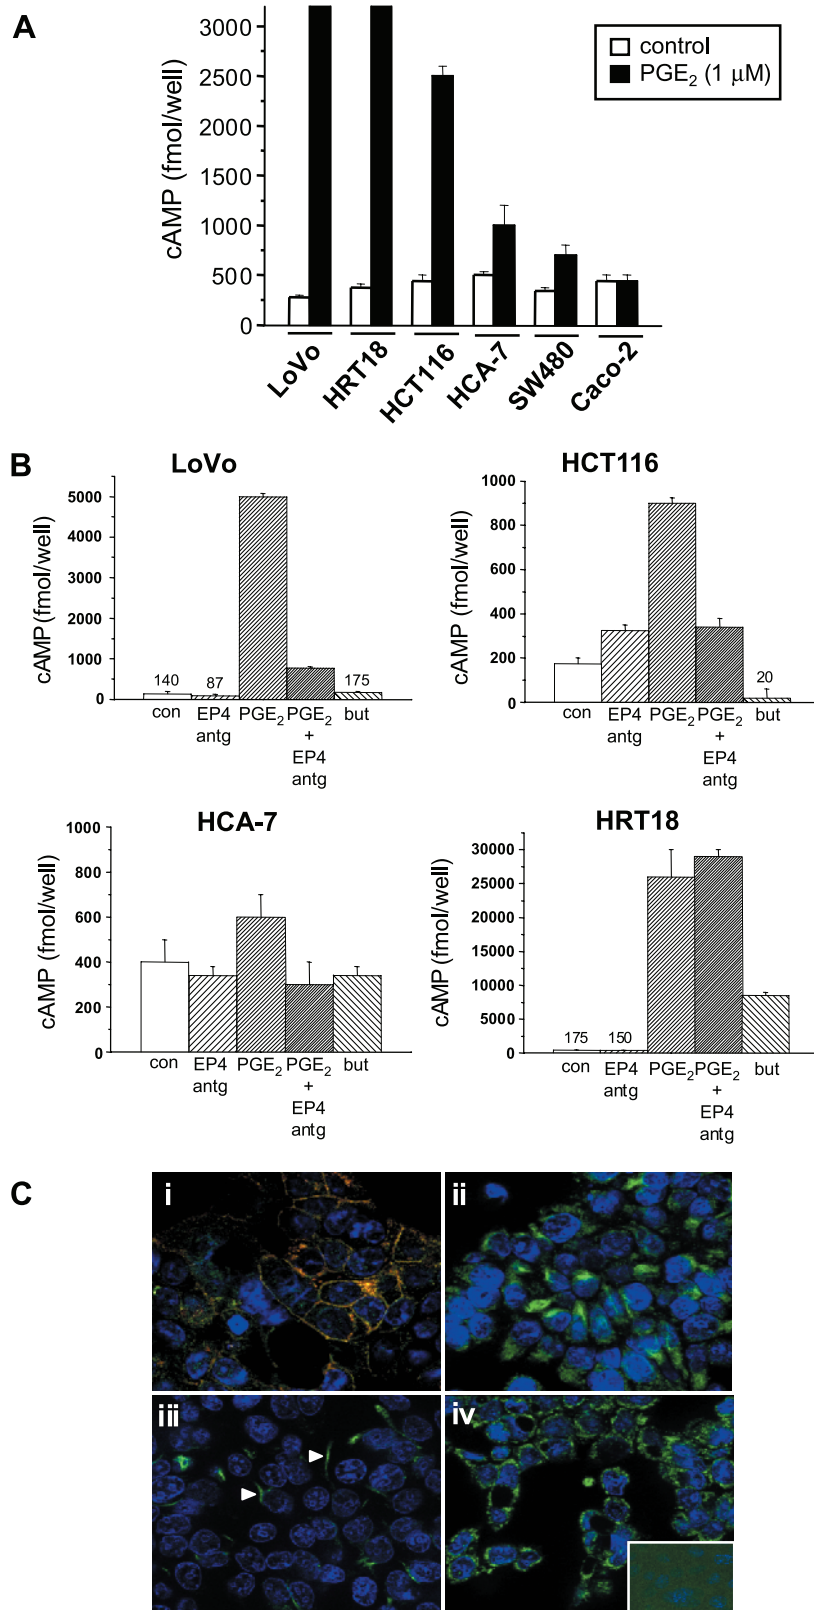 A
3000
2500
2000
1500
1000
500
0
cAMP (fmol/well)
control
PGE2 (1 μM)
LoVo
HRT18
HCT116
HCA-7
SW480
Caco-2
B
LoVo
5000
4000
3000
2000
1000
0
cAMP (fmol/well)
140
87
175
con
EP4 antg
PGE2
PGE2 + EP4 antg
but
HCT116
1000
800
600
400
200
0
cAMP (fmol/well)
20
con
EP4 antg
PGE2
PGE2 + EP4 antg
but
HCA-7
1000
800
600
400
200
0
cAMP (fmol/well)
con
EP4 antg
PGE2
PGE2 + EP4 antg
but
HRT18
30000
25000
20000
15000
10000
5000
0
cAMP (fmol/well)
175
150
con
EP4 antg
PGE2
PGE2 + EP4 antg
but
C
i
ii
iii
iv